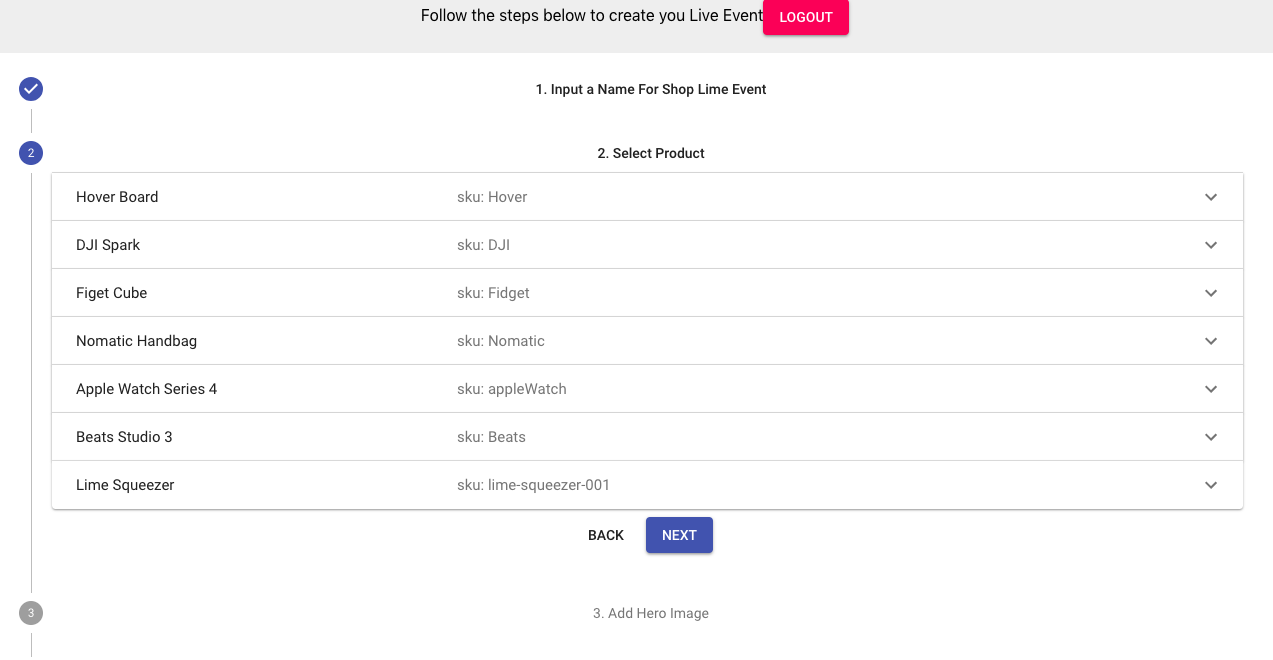 Follow the steps below to create you Live Event LOGOUT
1. Input a Name For Shop Lime Event
2 2. Select Product
Hover Board sku: Hover
DJI Spark sku: DJI
Figet Cube sku: Fidget
Nomatic Handbag sku: Nomatic
Apple Watch Series 4 sku: appleWatch
Beats Studio 3 sku: Beats
Lime Squeezer sku: lime-squeezer-001
BACK NEXT
3 3. Add Hero Image